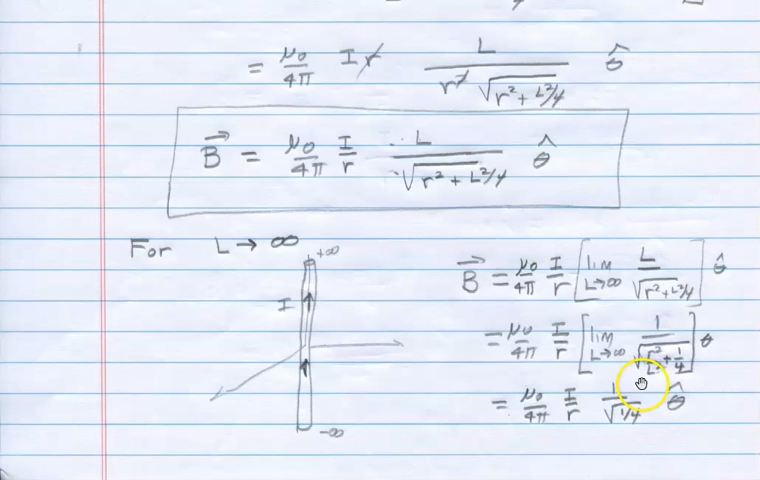 = μ₀/4π I r L/(r² √(r² + L²/4)) θ̂
B⃗ = μ₀/4π I/r L/√(r² + L²/4) θ̂
For L → ∞
+∞
I
-∞
B⃗ = μ₀/4π I/r [lim L→∞ L/√(r² + L²/4)] θ̂
= μ₀/4π I/r [lim L→∞ 1/√(r²/L² + 1/4)] θ
= μ₀/4π I/r 1/√(1/4) θ̂